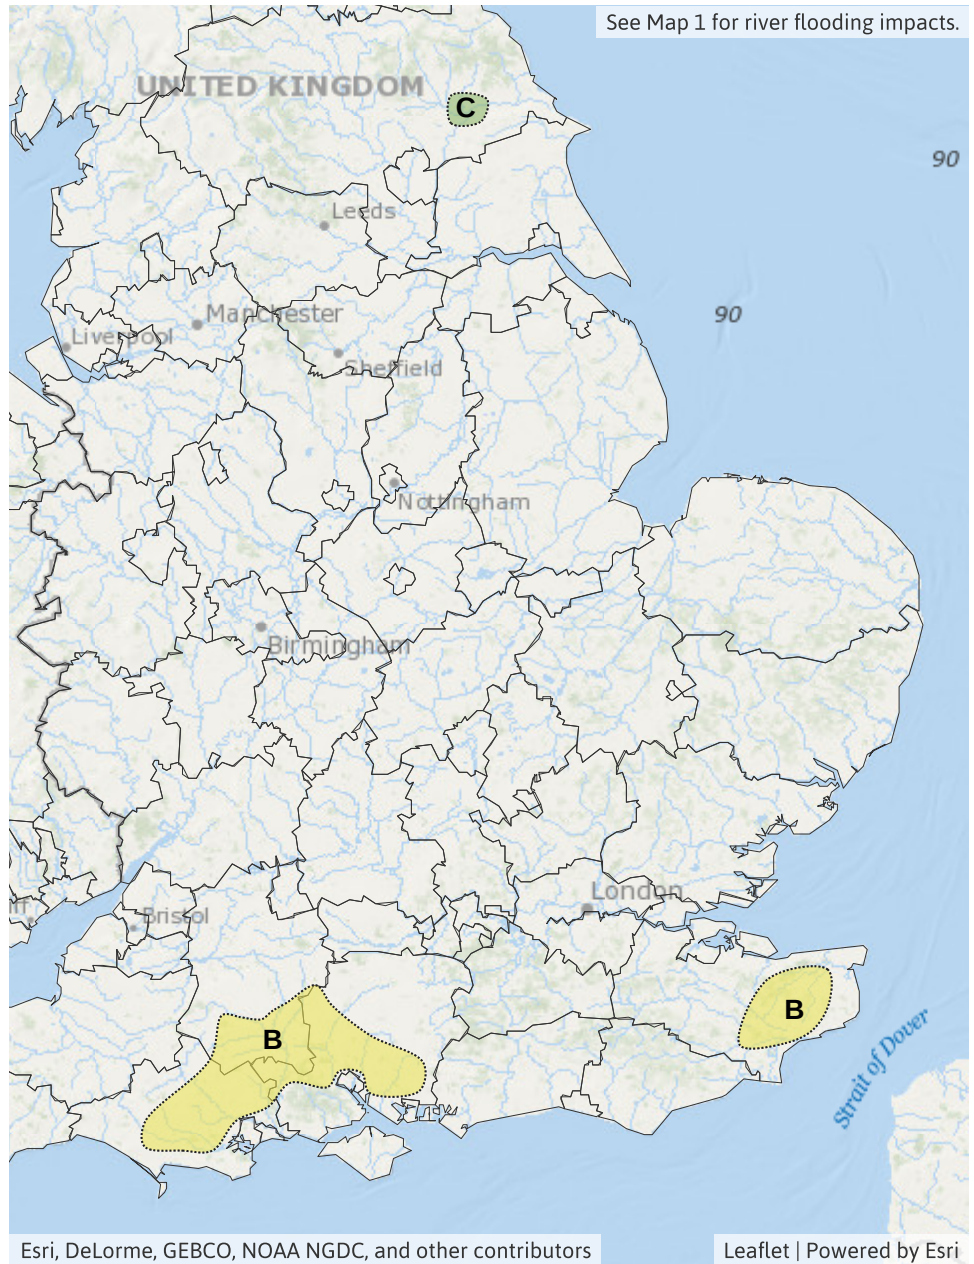 See Map 1 for river flooding impacts.
UNITED KINGDOM
C
90
Leeds
Manchester
90
Liverpool
Sheffield
Nottingham
Birmingham
London
ff
Bristol
B
B
Strait of Dover
Esri, DeLorme, GEBCO, NOAA NGDC, and other contributors
Leaflet | Powered by Esri